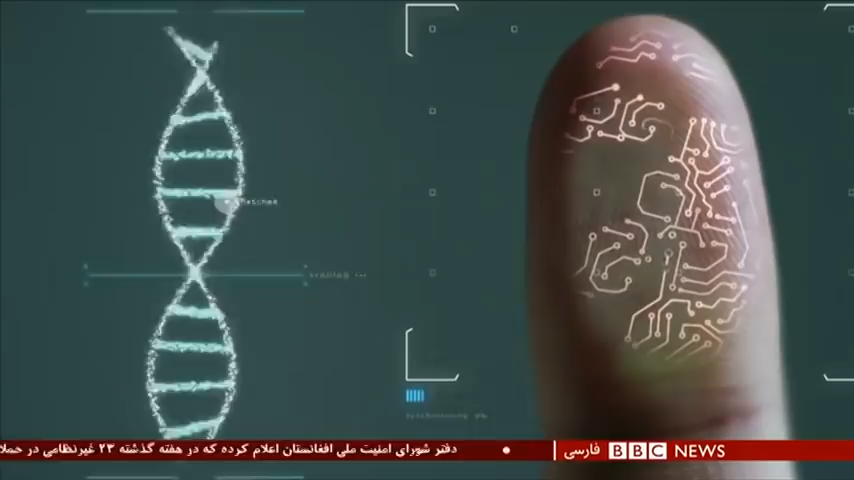 دفتر شورای امنیت ملی افغانستان اعلام کرده که در هفته گذشته ۲۳ غیرنظامی در حملا
BBC NEWS فارسی